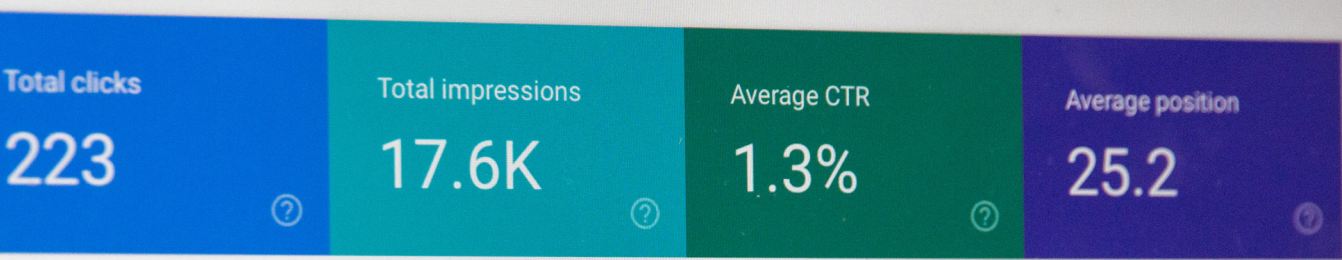 Total clicks
223
Total impressions
17.6K
Average CTR
1.3%
Average position
25.2